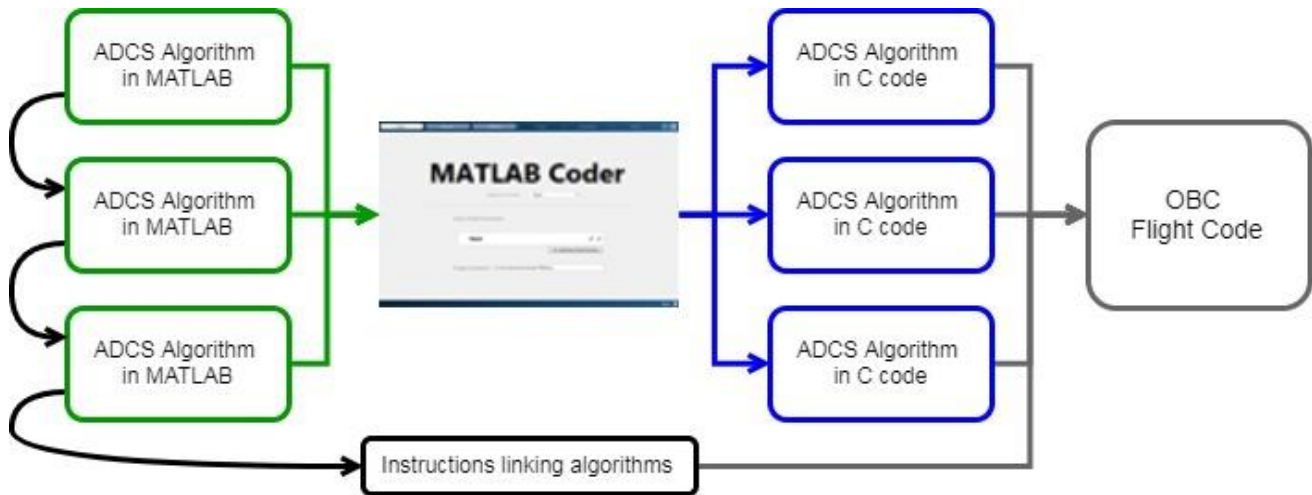 ADCS Algorithm
in MATLAB
ADCS Algorithm
in MATLAB
ADCS Algorithm
in MATLAB
MATLAB Coder
ADCS Algorithm
in C code
ADCS Algorithm
in C code
ADCS Algorithm
in C code
OBC
Flight Code
Instructions linking algorithms